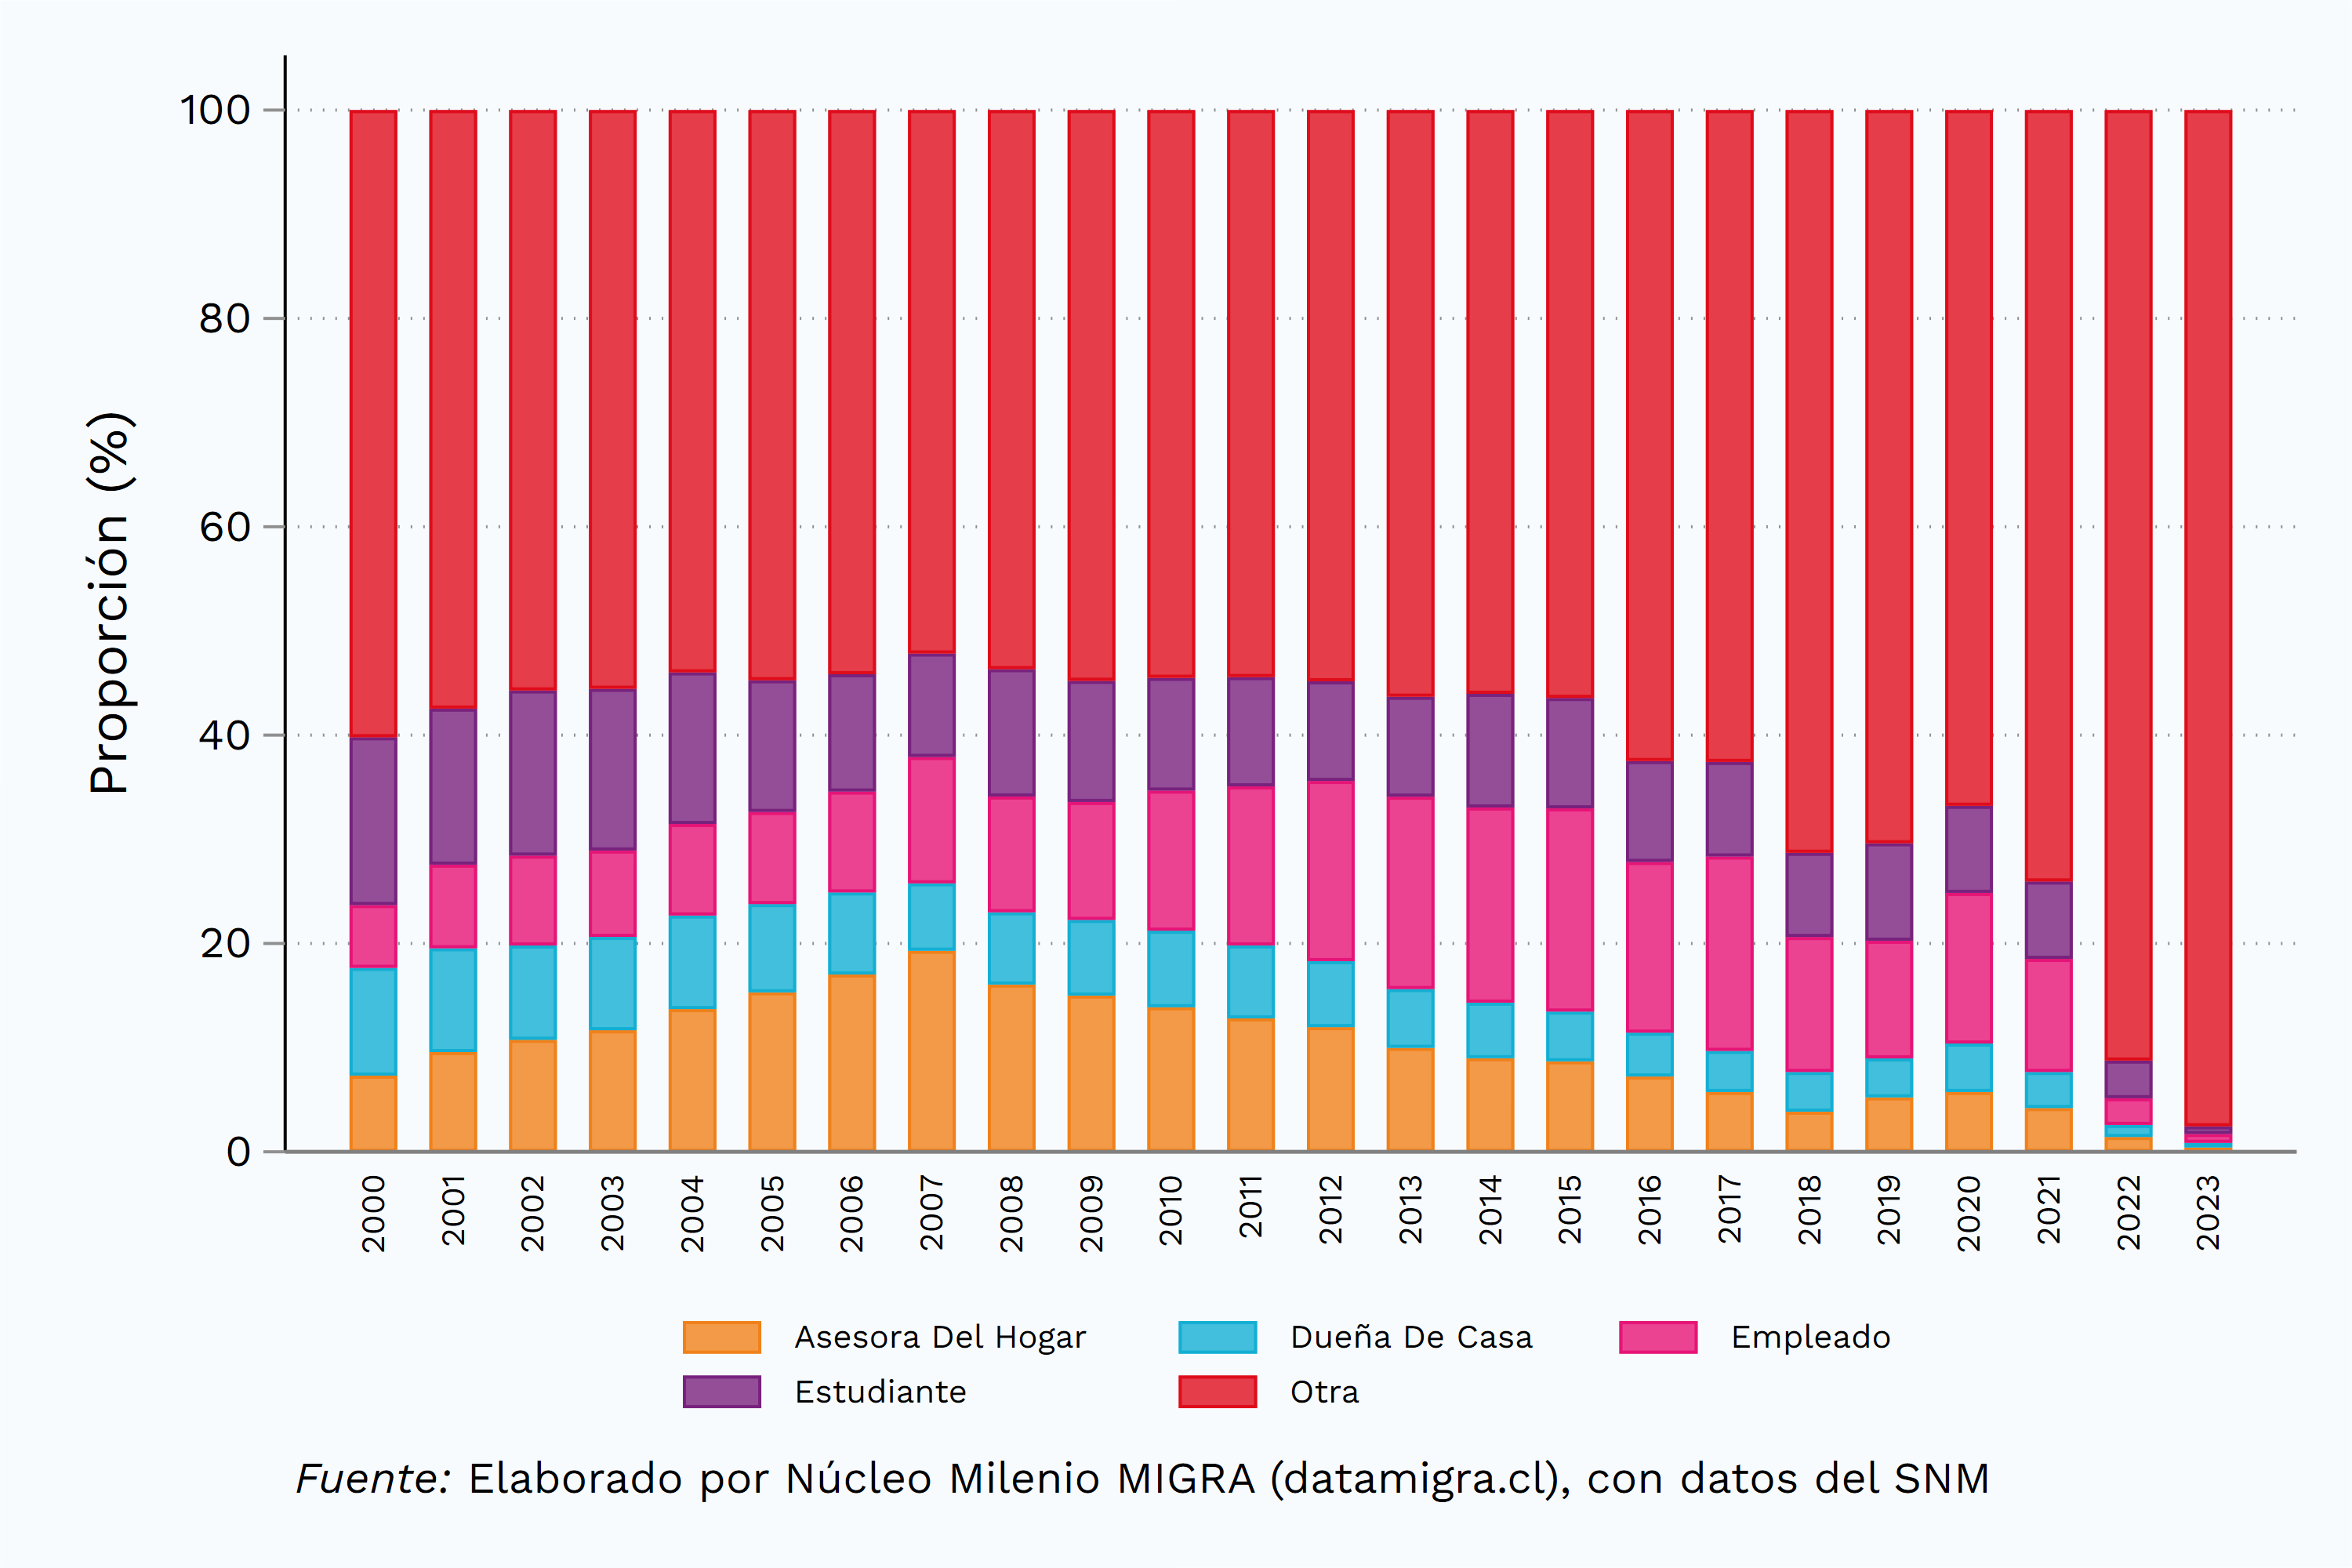 Proporción (%)
100
80
60
40
20
0
2000 2001 2002 2003 2004 2005 2006 2007 2008 2009 2010 2011 2012 2013 2014 2015 2016 2017 2018 2019 2020 2021 2022 2023
Asesora Del Hogar Dueña De Casa Empleado
Estudiante Otra
Fuente: Elaborado por Núcleo Milenio MIGRA (datamigra.cl), con datos del SNM